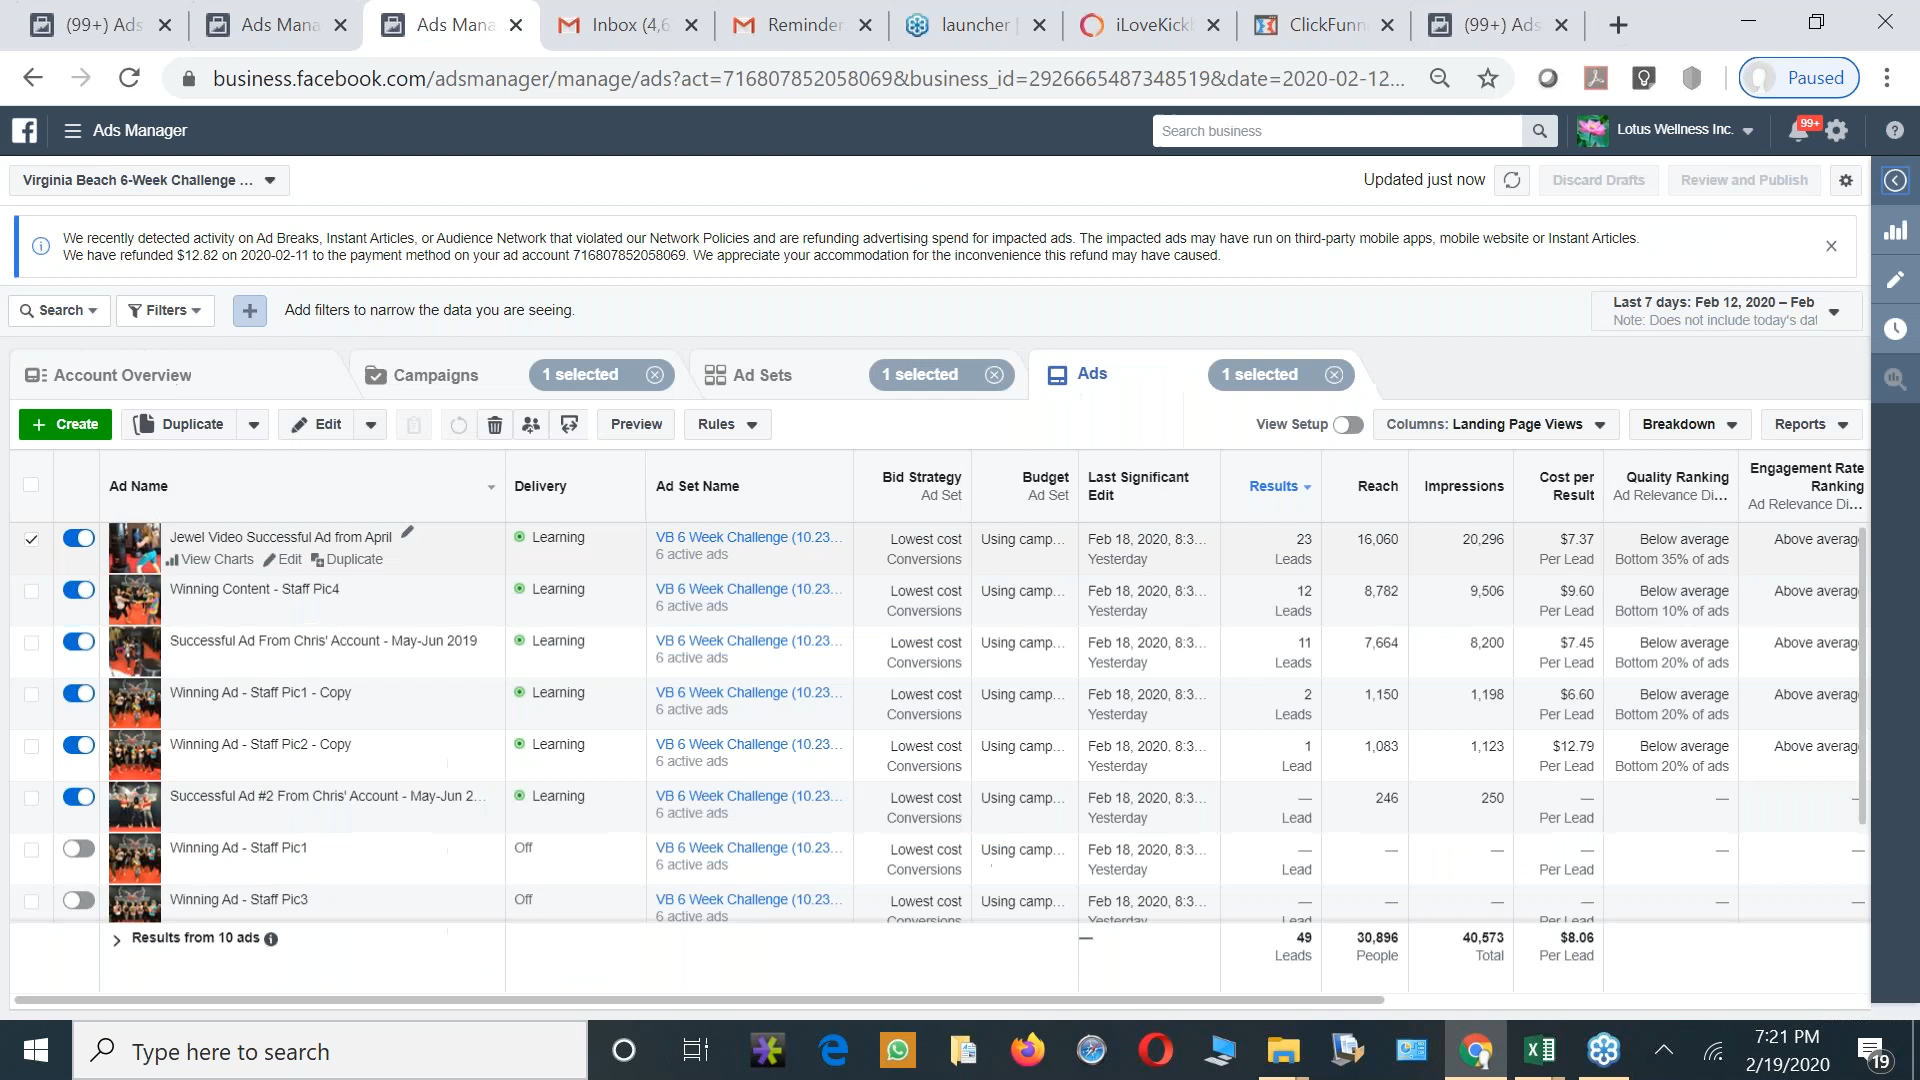 (99+) Ads
Ads Mana
Ads Mana
Inbox (4,6
Reminder
launcher
iLoveKick
ClickFunn
(99+) Ads
business.facebook.com/adsmanager/manage/ads?act=716807852058069&business_id=2926665487348519&date=2020-02-12...
Paused
Ads Manager
Search business
Lotus Wellness Inc.
99+
Virginia Beach 6-Week Challenge ...
Updated just now
Discard Drafts
Review and Publish
We recently detected activity on Ad Breaks, Instant Articles, or Audience Network that violated our Network Policies and are refunding advertising spend for impacted ads. The impacted ads may have run on third-party mobile apps, mobile website or Instant Articles.
We have refunded $12.82 on 2020-02-11 to the payment method on your ad account 716807852058069. We appreciate your accommodation for the inconvenience this refund may have caused.
Search
Filters
Add filters to narrow the data you are seeing.
Last 7 days: Feb 12, 2020 – Feb
Note: Does not include today's dat
Account Overview
Campaigns
1 selected
Ad Sets
1 selected
Ads
1 selected
+ Create
Duplicate
Edit
Preview
Rules
View Setup
Columns: Landing Page Views
Breakdown
Reports
Ad Name
Delivery
Ad Set Name
Bid Strategy
Ad Set
Budget
Ad Set
Last Significant
Edit
Results
Reach
Impressions
Cost per
Result
Quality Ranking
Ad Relevance Di...
Engagement Rate
Ranking
Ad Relevance Di...
Jewel Video Successful Ad from April
View Charts Edit Duplicate
Learning
VB 6 Week Challenge (10.23...
6 active ads
Lowest cost
Conversions
Using camp...
Feb 18, 2020, 8:3...
Yesterday
23
Leads
16,060
20,296
$7.37
Per Lead
Below average
Bottom 35% of ads
Above averag
Winning Content - Staff Pic4
Learning
VB 6 Week Challenge (10.23...
6 active ads
Lowest cost
Conversions
Using camp...
Feb 18, 2020, 8:3...
Yesterday
12
Leads
8,782
9,506
$9.60
Per Lead
Below average
Bottom 10% of ads
Above averag
Successful Ad From Chris' Account - May-Jun 2019
Learning
VB 6 Week Challenge (10.23...
6 active ads
Lowest cost
Conversions
Using camp...
Feb 18, 2020, 8:3...
Yesterday
11
Leads
7,664
8,200
$7.45
Per Lead
Below average
Bottom 20% of ads
Above averag
Winning Ad - Staff Pic1 - Copy
Learning
VB 6 Week Challenge (10.23...
6 active ads
Lowest cost
Conversions
Using camp...
Feb 18, 2020, 8:3...
Yesterday
2
Leads
1,150
1,198
$6.60
Per Lead
Below average
Bottom 20% of ads
Above averag
Winning Ad - Staff Pic2 - Copy
Learning
VB 6 Week Challenge (10.23...
6 active ads
Lowest cost
Conversions
Using camp...
Feb 18, 2020, 8:3...
Yesterday
1
Lead
1,083
1,123
$12.79
Per Lead
Below average
Bottom 20% of ads
Above averag
Successful Ad #2 From Chris' Account - May-Jun 2...
Learning
VB 6 Week Challenge (10.23...
6 active ads
Lowest cost
Conversions
Using camp...
Feb 18, 2020, 8:3...
Yesterday
—
Lead
246
250
—
Per Lead
—
—
Winning Ad - Staff Pic1
Off
VB 6 Week Challenge (10.23...
6 active ads
Lowest cost
Conversions
Using camp...
Feb 18, 2020, 8:3...
Yesterday
—
Lead
—
—
—
Per Lead
—
—
Winning Ad - Staff Pic3
Off
VB 6 Week Challenge (10.23...
6 active ads
Lowest cost
Conversions
Using camp...
Feb 18, 2020, 8:3...
Yesterday
—
Lead
—
—
—
Per Lead
—
—
Results from 10 ads
—
49
Leads
30,896
People
40,573
Total
$8.06
Per Lead
Type here to search
7:21 PM
2/19/2020
19